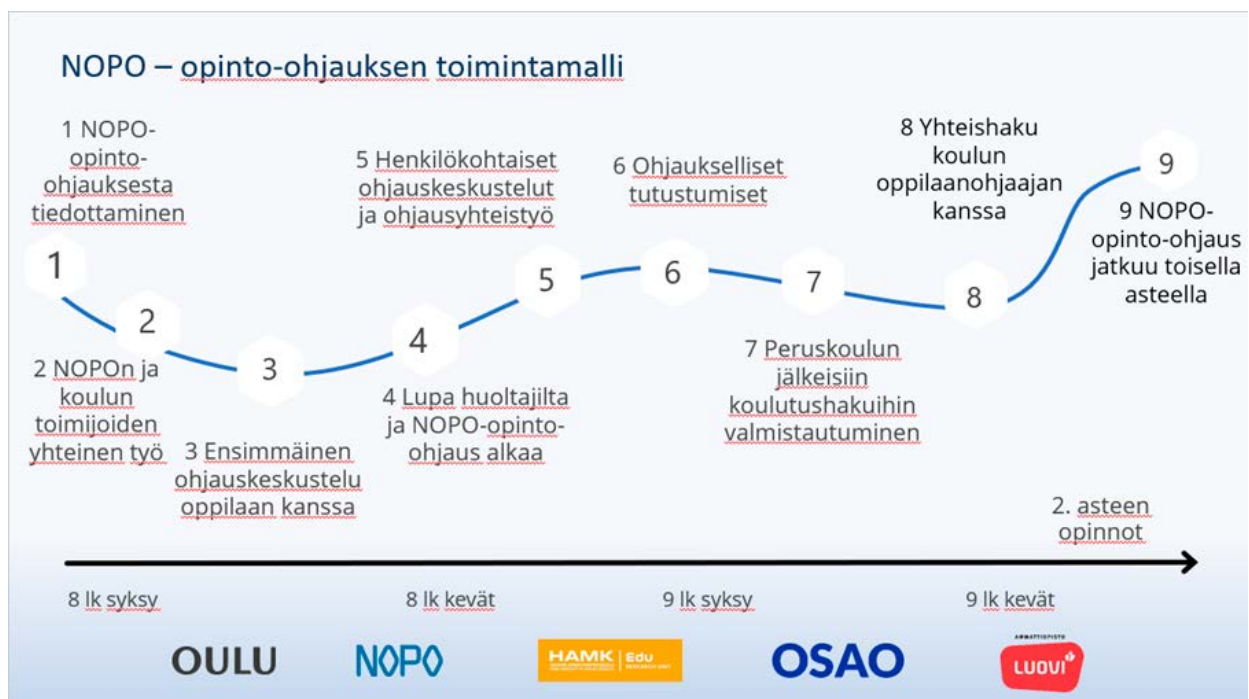 NOPO – opinto-ohjauksen toimintamalli
1 NOPO-
opinto-
ohjauksesta
tiedottaminen
5 Henkilökohtaiset
ohjauskeskustelut
ja ohjausyhteistyö
6 Ohjaukselliset
tutustumiset
8 Yhteishaku
koulun
oppilaanohjaajan
kanssa
9
9 NOPO-
opinto-ohjaus
jatkuu toisella
asteella
1
2
3
4
5
6
7
8
2 NOPOn ja
koulun
toimijoiden
yhteinen työ
3 Ensimmäinen
ohjauskeskustelu
oppilaan kanssa
4 Lupa huoltajilta
ja NOPO-opinto-
ohjaus alkaa
7 Peruskoulun
jälkeisiin
koulutushakuihin
valmistautuminen
2. asteen
opinnot
8 lk syksy
8 lk kevät
9 lk syksy
9 lk kevät
OULU
NOPO
HAMK
Edu
OSAO
AMMATTIOPISTO
LUOVI